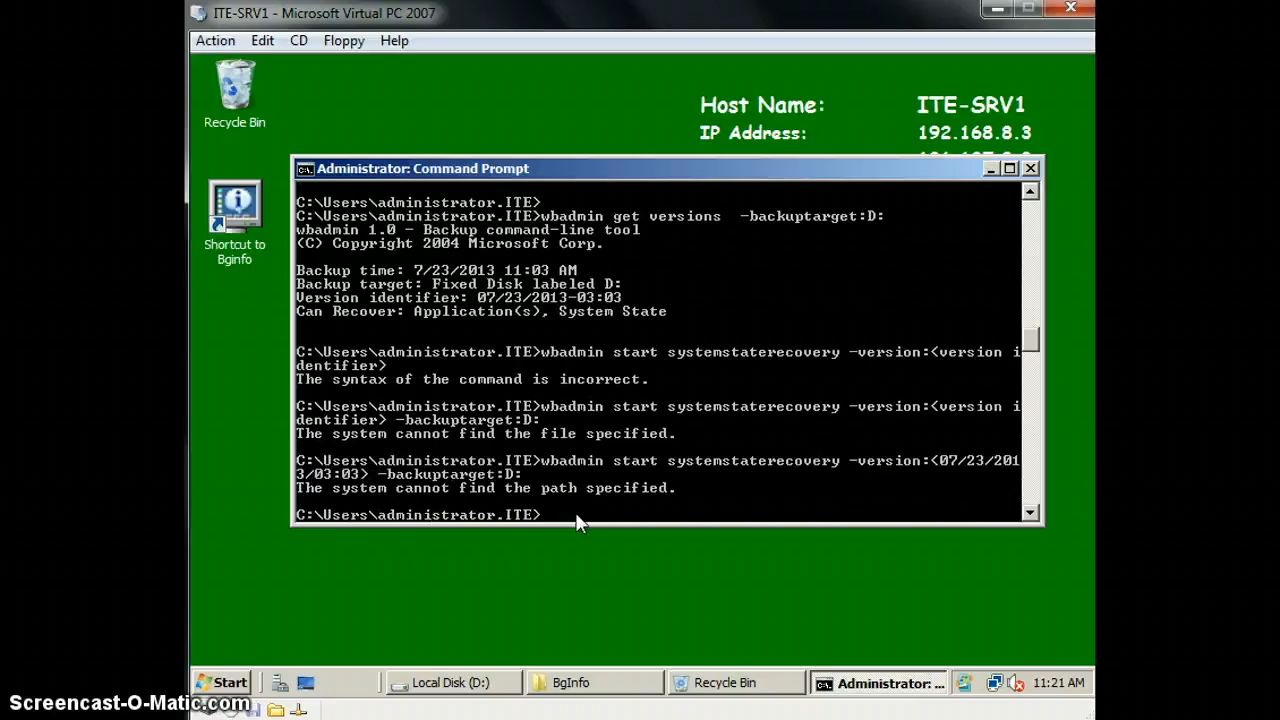 ITE-SRV1 - Microsoft Virtual PC 2007
Action Edit CD Floppy Help
Recycle Bin
Host Name: ITE-SRV1
IP Address: 192.168.8.3
Shortcut to
Bginfo
Administrator: Command Prompt
C:\Users\administrator.ITE>
C:\Users\administrator.ITE>wbadmin get versions  -backuptarget:D:
wbadmin 1.0 - Backup command-line tool
(C) Copyright 2004 Microsoft Corp.
Backup time: 7/23/2013 11:03 AM
Backup target: Fixed Disk labeled D:
Version identifier: 07/23/2013-03:03
Can Recover: Application(s), System State
C:\Users\administrator.ITE>wbadmin start systemstaterecovery -version:<version i
dentifier>
The syntax of the command is incorrect.
C:\Users\administrator.ITE>wbadmin start systemstaterecovery -version:<version i
dentifier> -backuptarget:D:
The system cannot find the file specified.
C:\Users\administrator.ITE>wbadmin start systemstaterecovery -version:<07/23/201
3/03:03> -backuptarget:D:
The system cannot find the path specified.
C:\Users\administrator.ITE>
Start Local Disk (D:) BgInfo Recycle Bin Administrator: ... 11:21 AM
Screencast-O-Matic.com